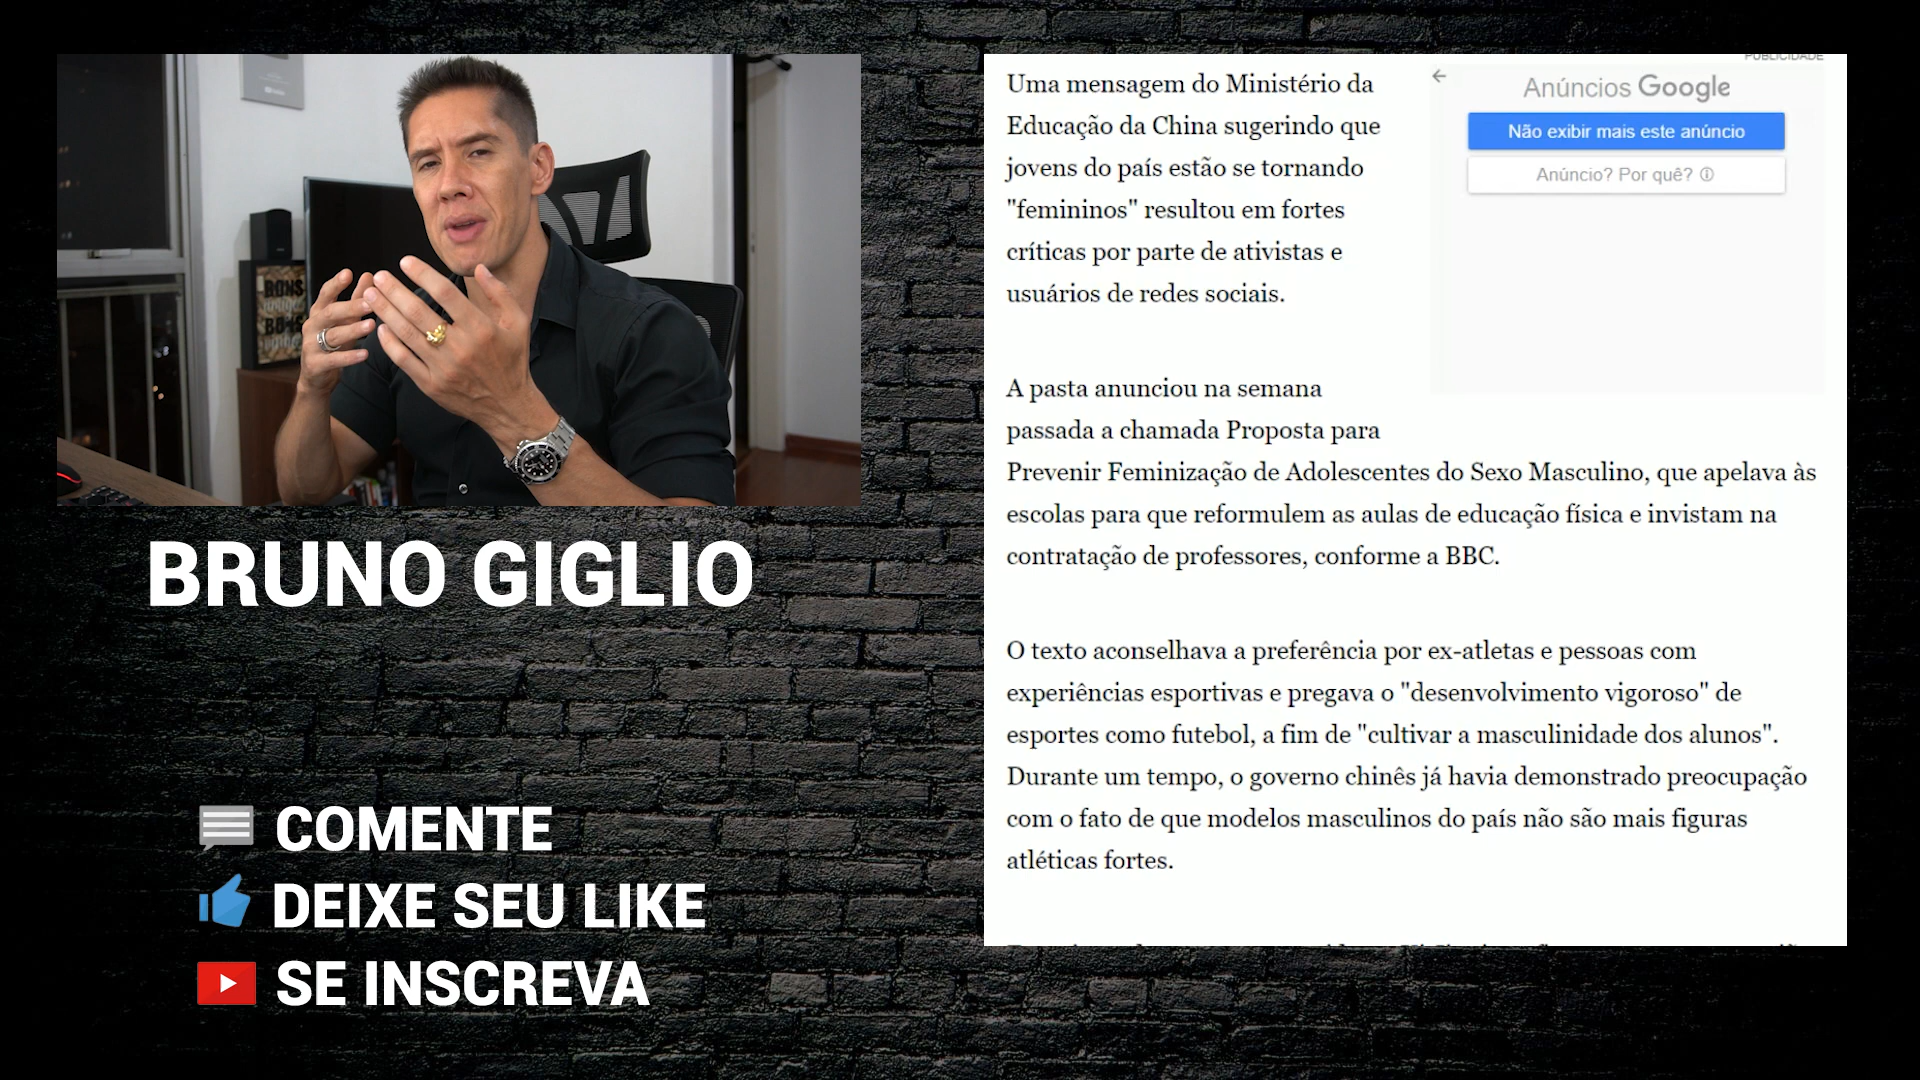 BONS
BONS
BRUNO GIGLIO
COMENTE
DEIXE SEU LIKE
SE INSCREVA
PUBLICIDADE
Anúncios Google
Não exibir mais este anúncio
Anúncio? Por quê?
Uma mensagem do Ministério da
Educação da China sugerindo que
jovens do país estão se tornando
"femininos" resultou em fortes
críticas por parte de ativistas e
usuários de redes sociais.
A pasta anunciou na semana
passada a chamada Proposta para
Prevenir Feminização de Adolescentes do Sexo Masculino, que apelava às
escolas para que reformulem as aulas de educação física e invistam na
contratação de professores, conforme a BBC.
O texto aconselhava a preferência por ex-atletas e pessoas com
experiências esportivas e pregava o "desenvolvimento vigoroso" de
esportes como futebol, a fim de "cultivar a masculinidade dos alunos".
Durante um tempo, o governo chinês já havia demonstrado preocupação
com o fato de que modelos masculinos do país não são mais figuras
atléticas fortes.